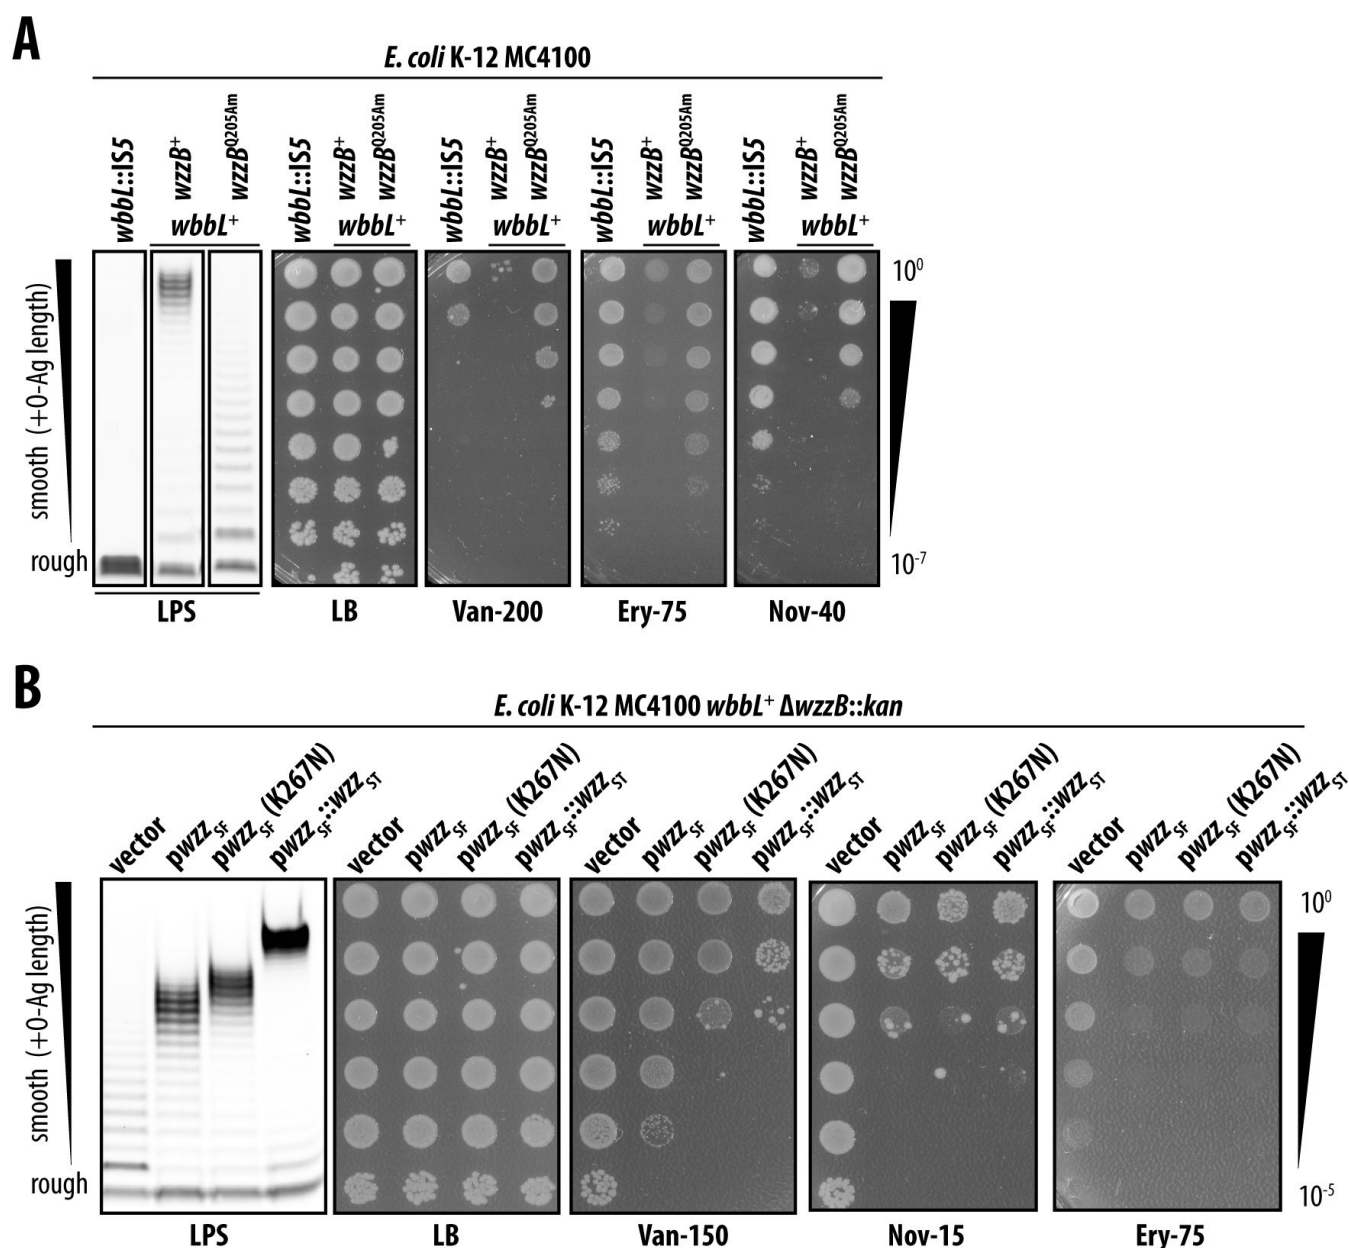 A
E. coli K-12 MC4100
wbbL::IS5
wzzB+
wzzBQ205Am
wbbL+
wbbL::IS5
wzzB+
wzzBQ205Am
wbbL+
wbbL::IS5
wzzB+
wzzBQ205Am
wbbL+
wbbL::IS5
wzzB+
wzzBQ205Am
wbbL+
wbbL::IS5
wzzB+
wzzBQ205Am
wbbL+
smooth (+O-Ag length)
rough
10⁰
10⁻⁷
LPS
LB
Van-200
Ery-75
Nov-40
B
E. coli K-12 MC4100 wbbL+ ΔwzzB::kan
vector
pwzzSF
pwzzSF(K267N)
pwzzSF::wzzST
vector
pwzzSF
pwzzSF(K267N)
pwzzSF::wzzST
vector
pwzzSF
pwzzSF(K267N)
pwzzSF::wzzST
vector
pwzzSF
pwzzSF(K267N)
pwzzSF::wzzST
vector
pwzzSF
pwzzSF(K267N)
pwzzSF::wzzST
smooth (+O-Ag length)
rough
10⁰
10⁻⁵
LPS
LB
Van-150
Nov-15
Ery-75